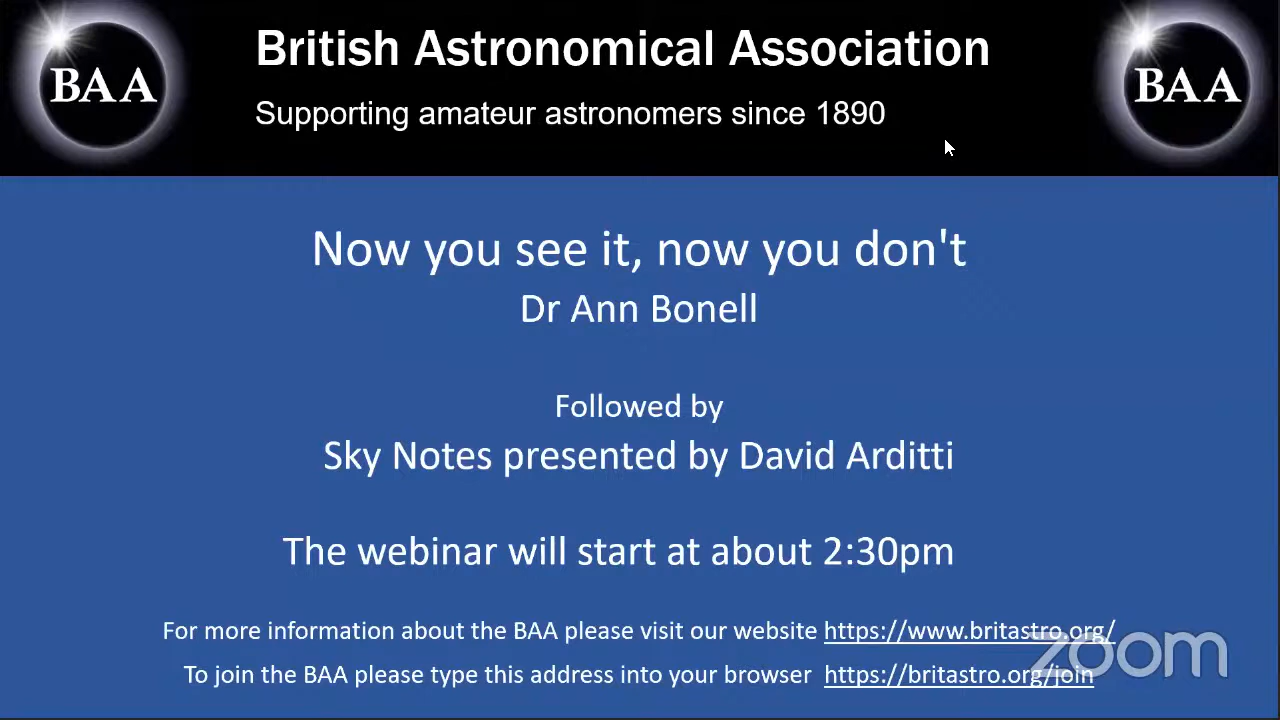 BAA
British Astronomical Association
BAA
Supporting amateur astronomers since 1890
Now you see it, now you don't
Dr Ann Bonell
Followed by
Sky Notes presented by David Arditti
The webinar will start at about 2:30pm
For more information about the BAA please visit our website https://www.britastro.org/
To join the BAA please type this address into your browser https://britastro.org/join
zoom